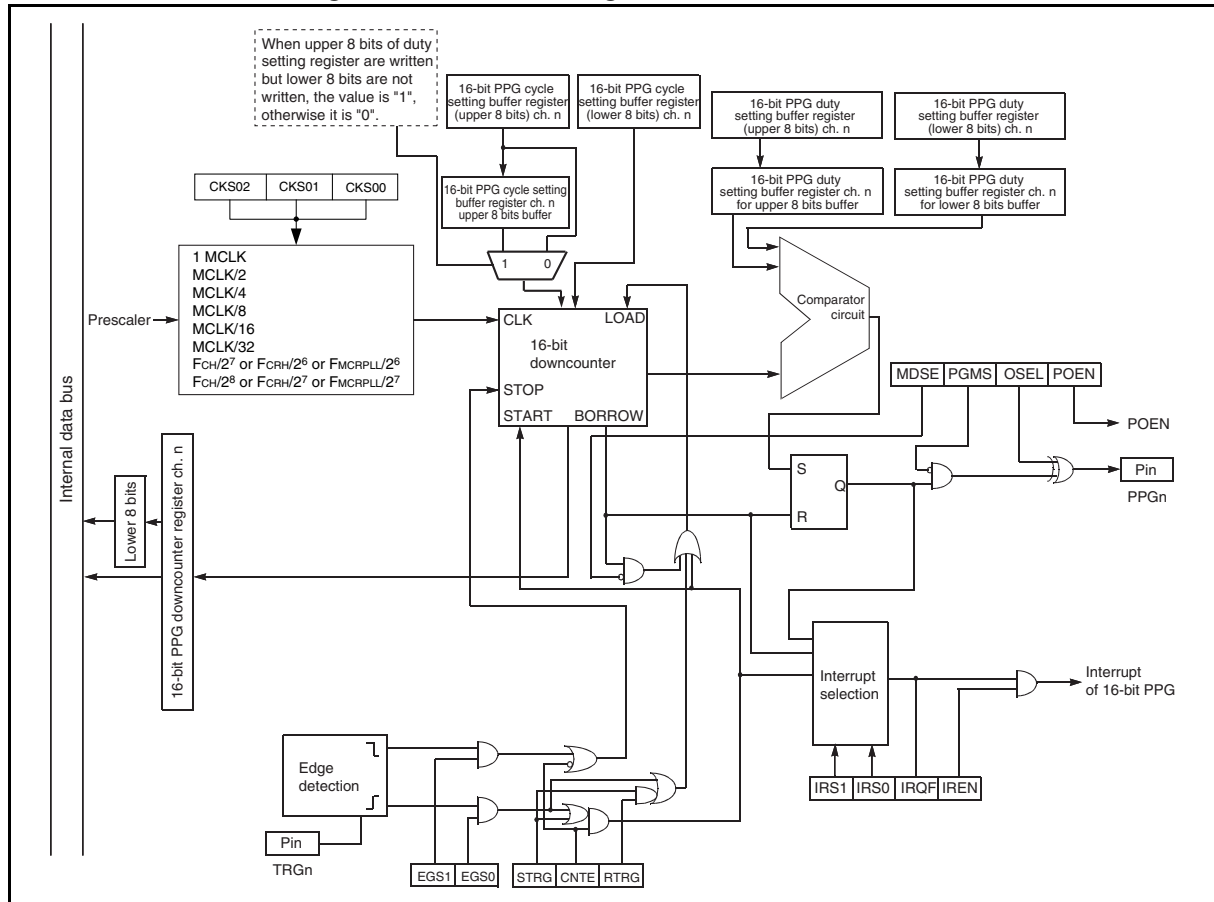 When upper 8 bits of duty
setting register are written
but lower 8 bits are not
written, the value is "1",
otherwise it is "0".
16-bit PPG cycle
setting buffer register
(upper 8 bits) ch. n
16-bit PPG cycle
setting buffer register
(lower 8 bits) ch. n
16-bit PPG duty
setting buffer register
(upper 8 bits) ch. n
16-bit PPG duty
setting buffer register
(lower 8 bits) ch. n
CKS02 CKS01 CKS00
16-bit PPG cycle setting
buffer register ch. n
upper 8 bits buffer
16-bit PPG duty
setting buffer register ch. n
for upper 8 bits buffer
16-bit PPG duty
setting buffer register ch. n
for lower 8 bits buffer
1 0
Prescaler
1 MCLK
MCLK/2
MCLK/4
MCLK/8
MCLK/16
MCLK/32
FCH/2⁷ or FCRH/2⁶ or FMCRPLL/2⁶
FCH/2⁸ or FCRH/2⁷ or FMCRPLL/2⁷
CLK LOAD
16-bit
downcounter
STOP
START BORROW
Comparator
circuit
MDSE PGMS OSEL POEN
POEN
Pin
PPGn
S
Q
R
Internal data bus
Lower 8 bits
16-bit PPG downcounter register ch. n
Interrupt
selection
Interrupt
of 16-bit PPG
IRS1 IRS0 IRQF IREN
Edge
detection
Pin
TRGn
EGS1 EGS0
STRG CNTE RTRG